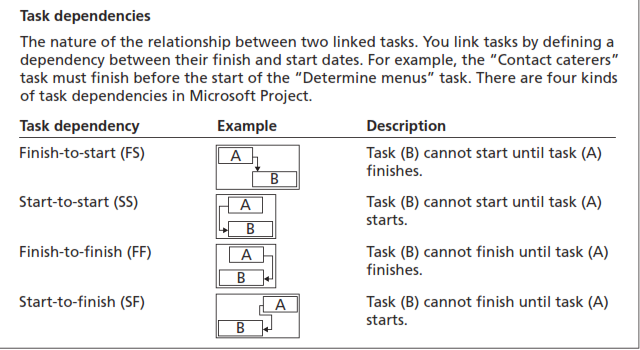 Task dependencies
The nature of the relationship between two linked tasks. You link tasks by defining a
dependency between their finish and start dates. For example, the “Contact caterers”
task must finish before the start of the “Determine menus” task. There are four kinds
of task dependencies in Microsoft Project.
Task dependency Example Description
Finish-to-start (FS) A B Task (B) cannot start until task (A)
finishes.
Start-to-start (SS) A B Task (B) cannot start until task (A)
starts.
Finish-to-finish (FF) A B Task (B) cannot finish until task (A)
finishes.
Start-to-finish (SF) A B Task (B) cannot finish until task (A)
starts.